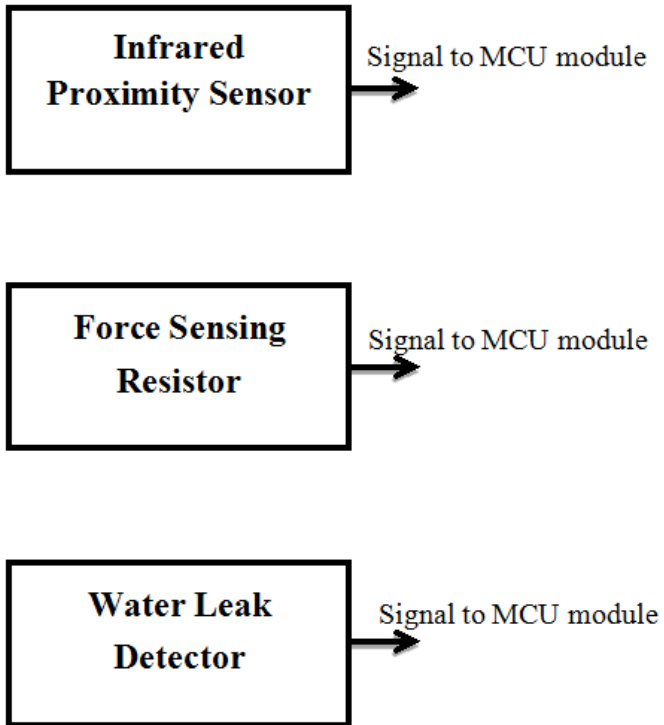 Infrared
Proximity Sensor
Signal to MCU module
Force Sensing
Resistor
Signal to MCU module
Water Leak
Detector
Signal to MCU module